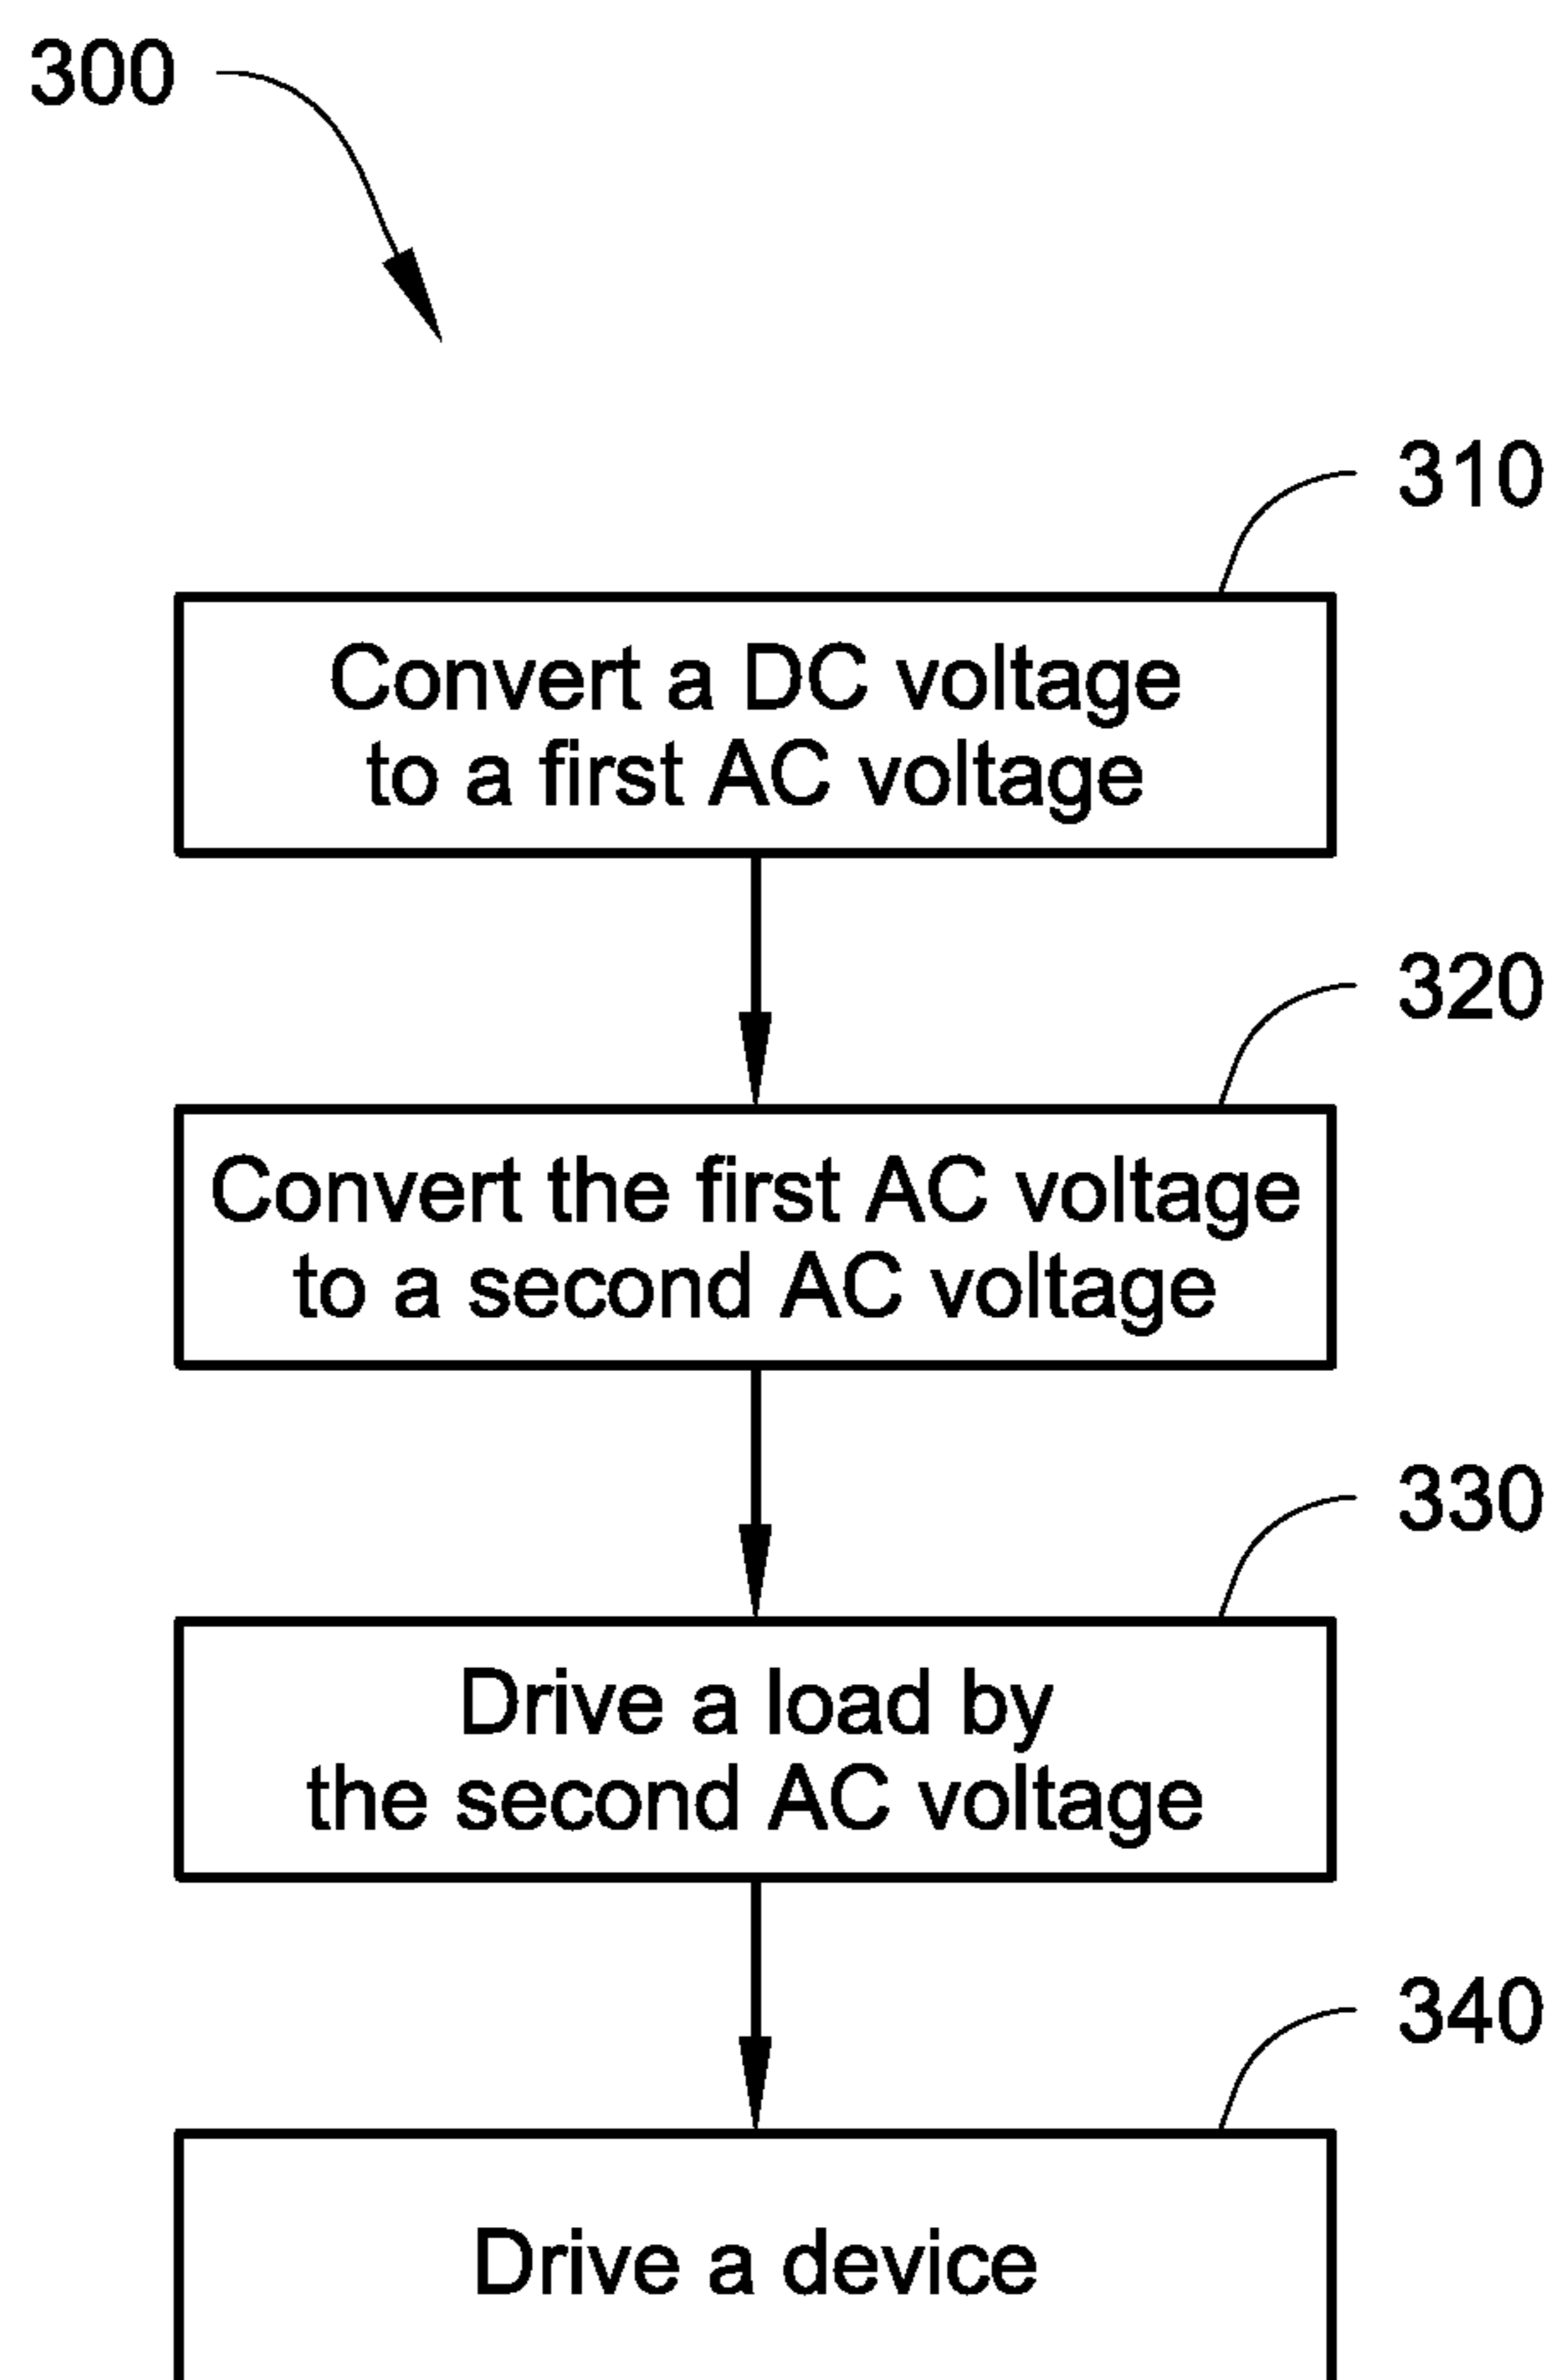 300
310
Convert a DC voltage
to a first AC voltage
320
Convert the first AC voltage
to a second AC voltage
330
Drive a load by
the second AC voltage
340
Drive a device